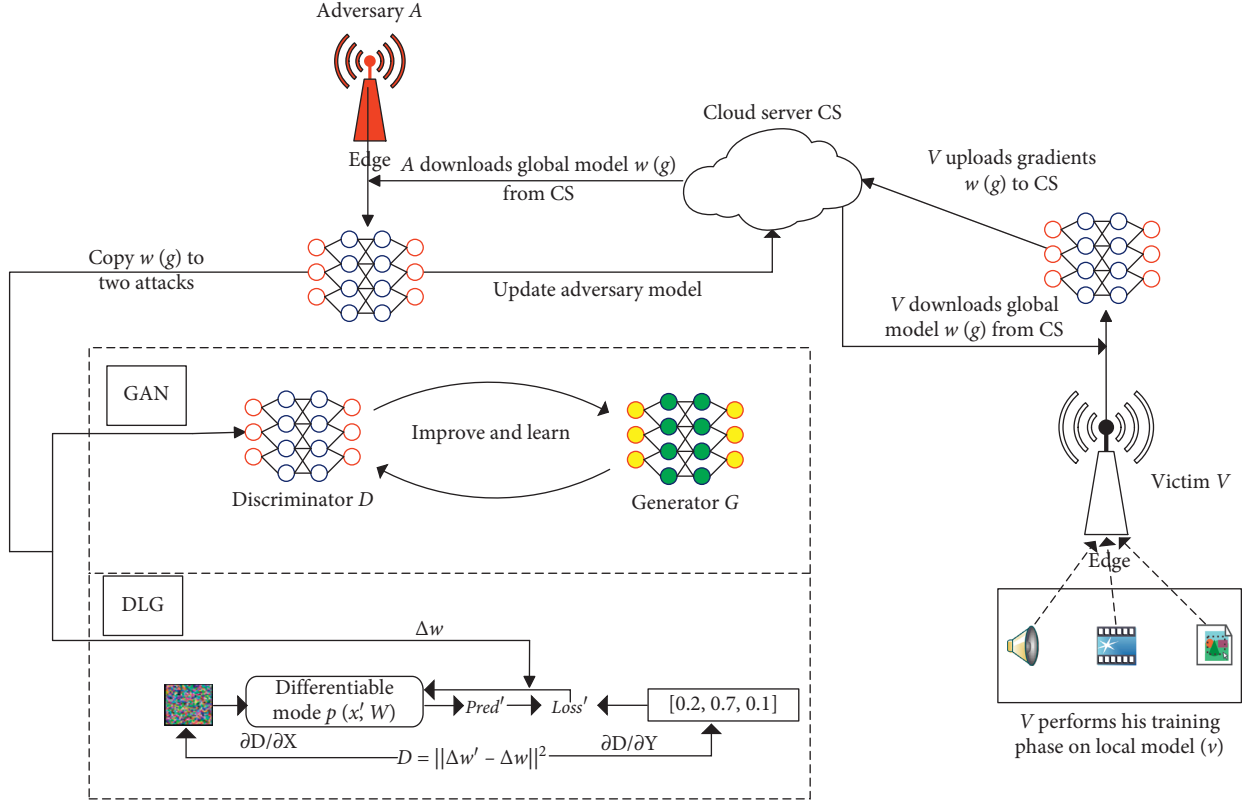 Adversary A
Edge
Cloud server CS
A downloads global model w (g)
from CS
V uploads gradients
w (g) to CS
Copy w (g) to
two attacks
Update adversary model
V downloads global
model w (g) from CS
GAN
Improve and learn
Discriminator D
Generator G
Victim V
Edge
DLG
Δw
Differentiable
mode p (x′, W)
Pred′
Loss′
[0.2, 0.7, 0.1]
∂D/∂X
D = ||Δw′ – Δw||²
∂D/∂Y
V performs his training
phase on local model (v)